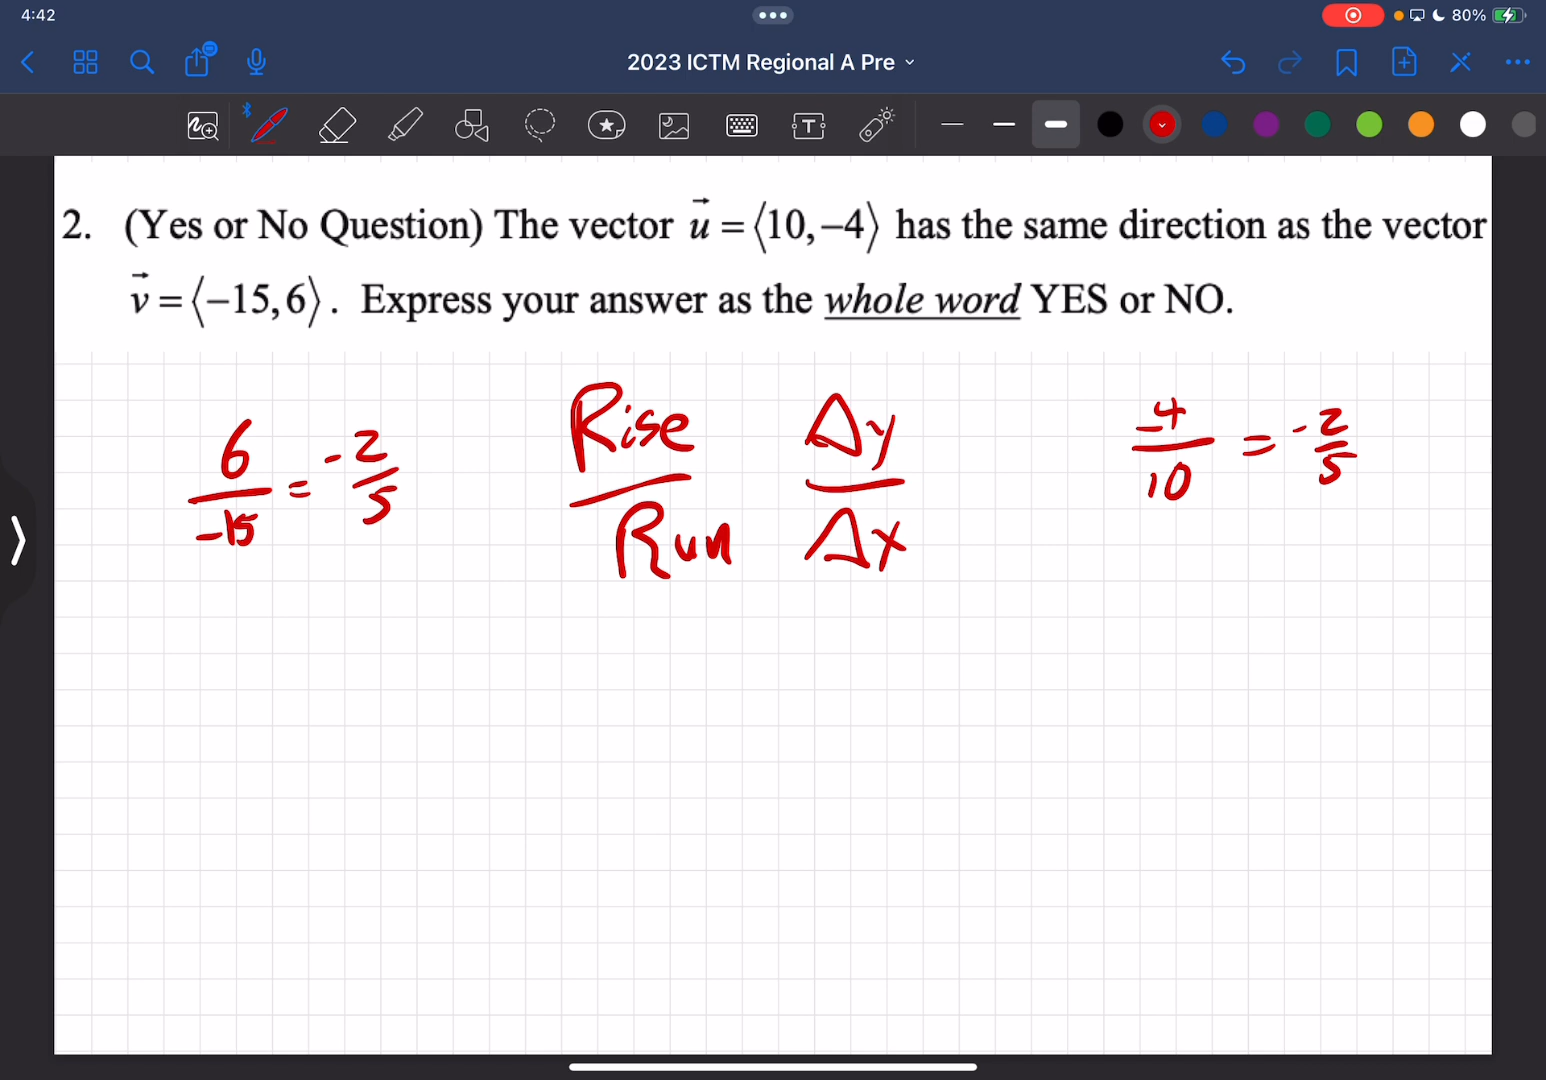 4:42
80%
2023 ICTM Regional A Pre
2. (Yes or No Question) The vector u⃗ = ⟨10,−4⟩ has the same direction as the vector
v⃗ = ⟨−15,6⟩. Express your answer as the whole word YES or NO.
6/-15 = -2/5
Rise/Run
Δy/Δx
-4/10 = -2/5